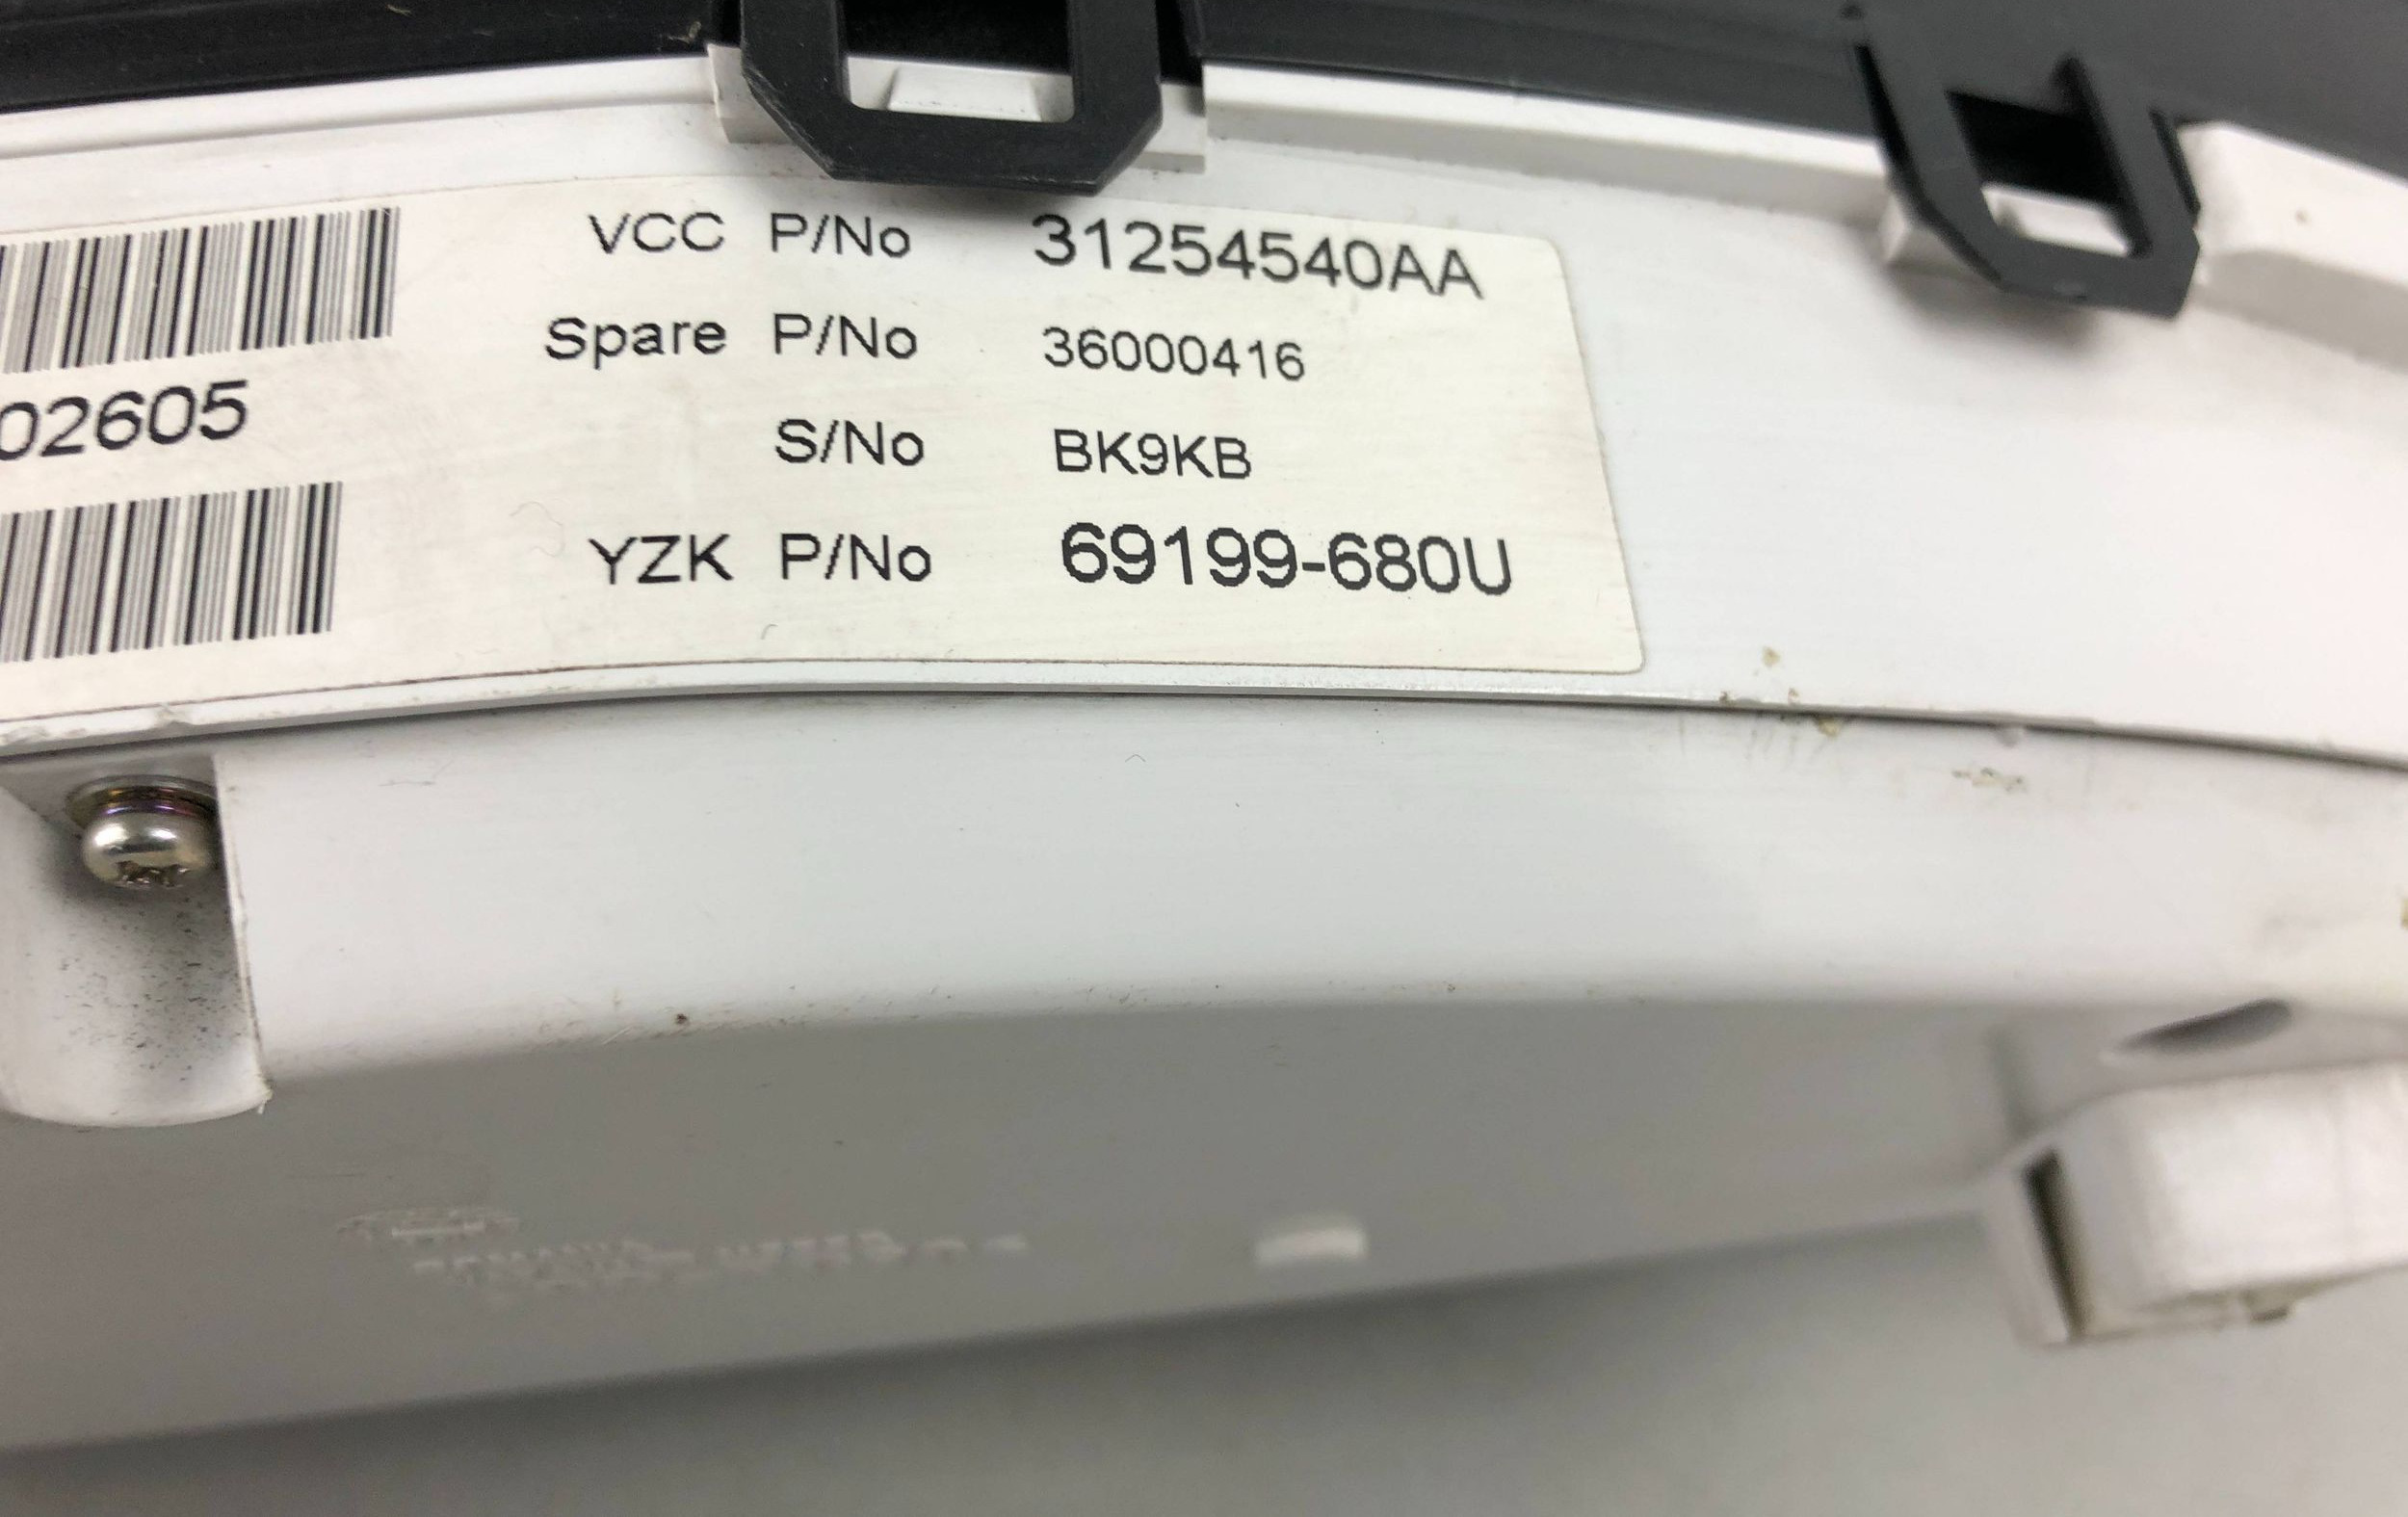 VCC P/No 31254540AA
Spare P/No 36000416
02605
S/No BK9KB
YZK P/No 69199-680U